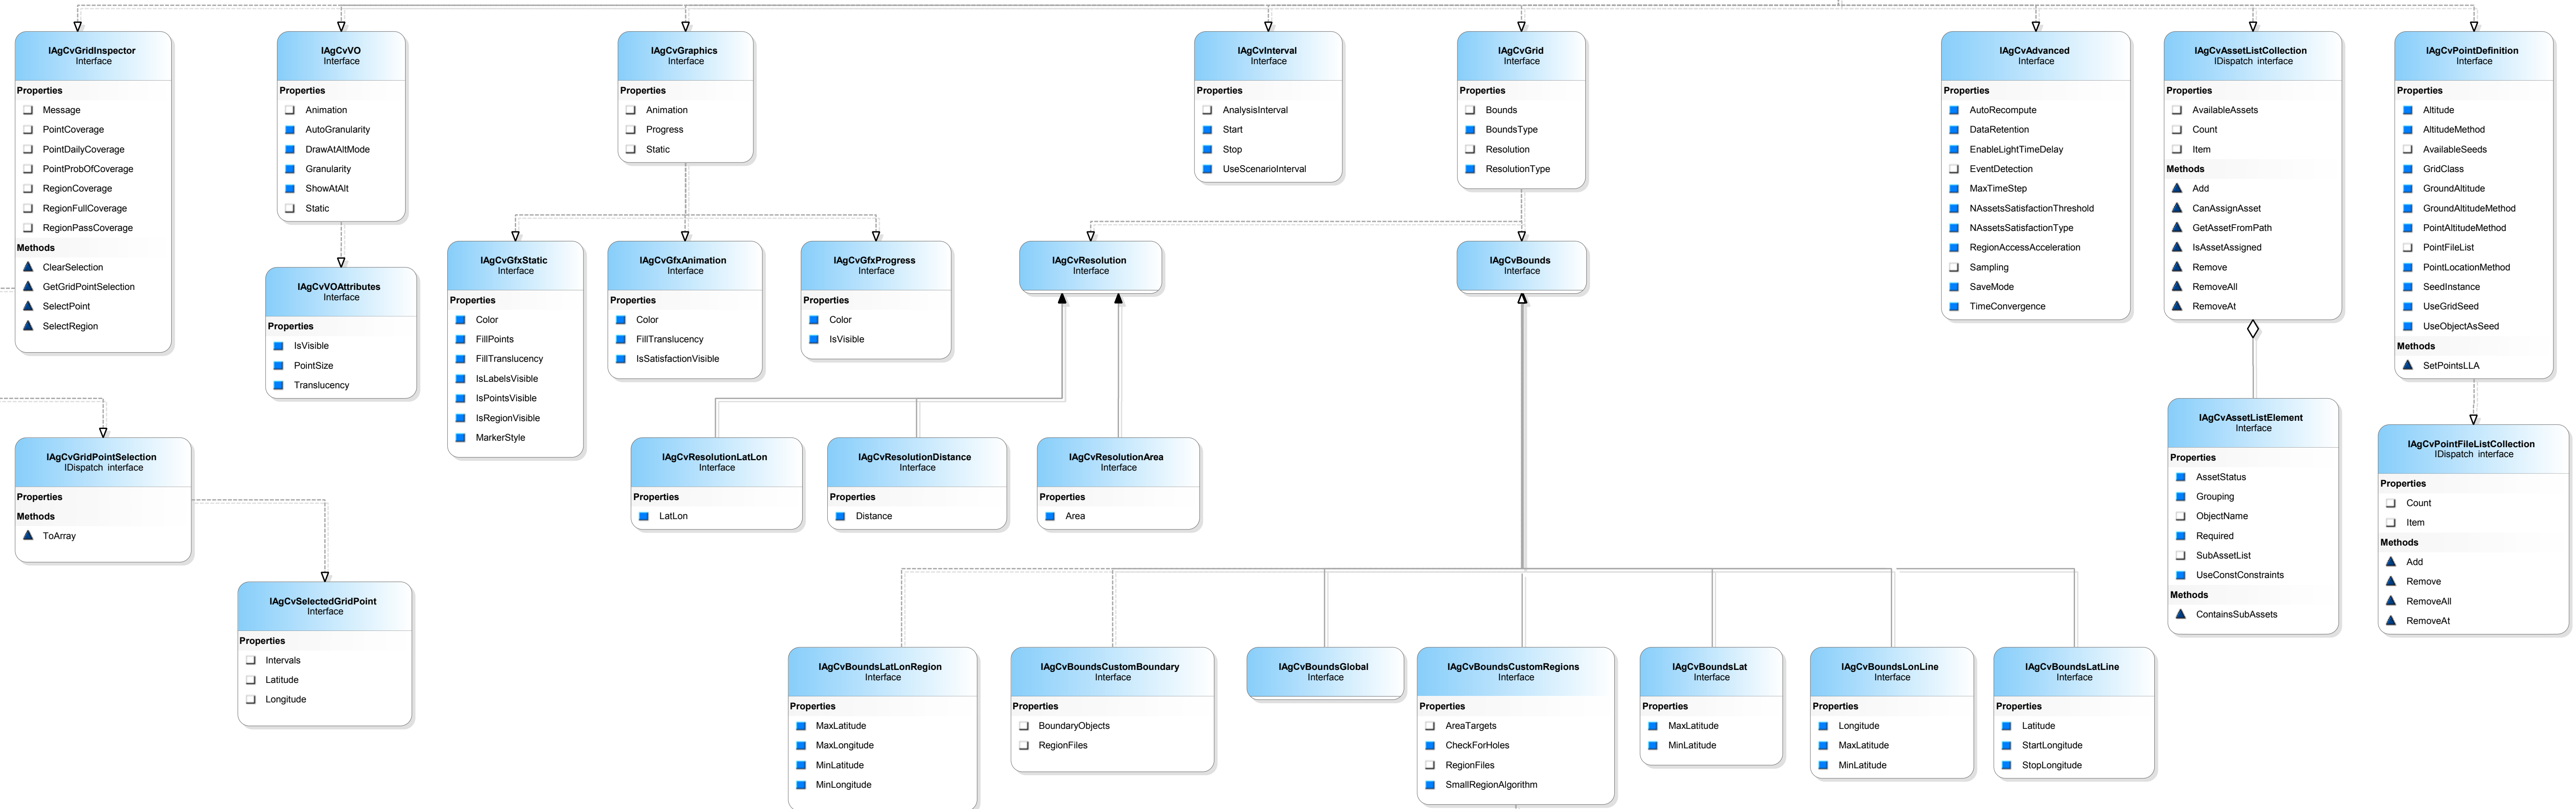 IAgCvGridInspector
Interface
Properties
Message
PointCoverage
PointDailyCoverage
PointProbOfCoverage
RegionCoverage
RegionFullCoverage
RegionPassCoverage
Methods
ClearSelection
GetGridPointSelection
SelectPoint
SelectRegion
IAgCvVO
Interface
Properties
Animation
AutoGranularity
DrawAtAltMode
Granularity
ShowAtAlt
Static
IAgCvGraphics
Interface
Properties
Animation
Progress
Static
IAgCvInterval
Interface
Properties
AnalysisInterval
Start
Stop
UseScenarioInterval
IAgCvGrid
Interface
Properties
Bounds
BoundsType
Resolution
ResolutionType
IAgCvAdvanced
Interface
Properties
AutoRecompute
DataRetention
EnableLightTimeDelay
EventDetection
MaxTimeStep
NAssetsSatisfactionThreshold
NAssetsSatisfactionType
RegionAccessAcceleration
Sampling
SaveMode
TimeConvergence
IAgCvAssetListCollection
IDispatch interface
Properties
AvailableAssets
Count
Item
Methods
Add
CanAssignAsset
GetAssetFromPath
IsAssetAssigned
Remove
RemoveAll
RemoveAt
IAgCvPointDefinition
Interface
Properties
Altitude
AltitudeMethod
AvailableSeeds
GridClass
GroundAltitude
GroundAltitudeMethod
PointAltitudeMethod
PointFileList
PointLocationMethod
SeedInstance
UseGridSeed
UseObjectAsSeed
Methods
SetPointsLLA
IAgCvVOAttributes
Interface
Properties
IsVisible
PointSize
Translucency
IAgCvGfxStatic
Interface
Properties
Color
FillPoints
FillTranslucency
IsLabelsVisible
IsPointsVisible
IsRegionVisible
MarkerStyle
IAgCvGfxAnimation
Interface
Properties
Color
FillTranslucency
IsSatisfactionVisible
IAgCvGfxProgress
Interface
Properties
Color
IsVisible
IAgCvResolution
Interface
IAgCvBounds
Interface
IAgCvGridPointSelection
IDispatch interface
Properties
Methods
ToArray
IAgCvResolutionLatLon
Interface
Properties
LatLon
IAgCvResolutionDistance
Interface
Properties
Distance
IAgCvResolutionArea
Interface
Properties
Area
IAgCvAssetListElement
Interface
Properties
AssetStatus
Grouping
ObjectName
Required
SubAssetList
UseConstConstraints
Methods
ContainsSubAssets
IAgCvPointFileListCollection
IDispatch interface
Properties
Count
Item
Methods
Add
Remove
RemoveAll
RemoveAt
IAgCvSelectedGridPoint
Interface
Properties
Intervals
Latitude
Longitude
IAgCvBoundsLatLonRegion
Interface
Properties
MaxLatitude
MaxLongitude
MinLatitude
MinLongitude
IAgCvBoundsCustomBoundary
Interface
Properties
BoundaryObjects
RegionFiles
IAgCvBoundsGlobal
Interface
IAgCvBoundsCustomRegions
Interface
Properties
AreaTargets
CheckForHoles
RegionFiles
SmallRegionAlgorithm
IAgCvBoundsLat
Interface
Properties
MaxLatitude
MinLatitude
IAgCvBoundsLonLine
Interface
Properties
Longitude
MaxLatitude
MinLatitude
IAgCvBoundsLatLine
Interface
Properties
Latitude
StartLongitude
StopLongitude